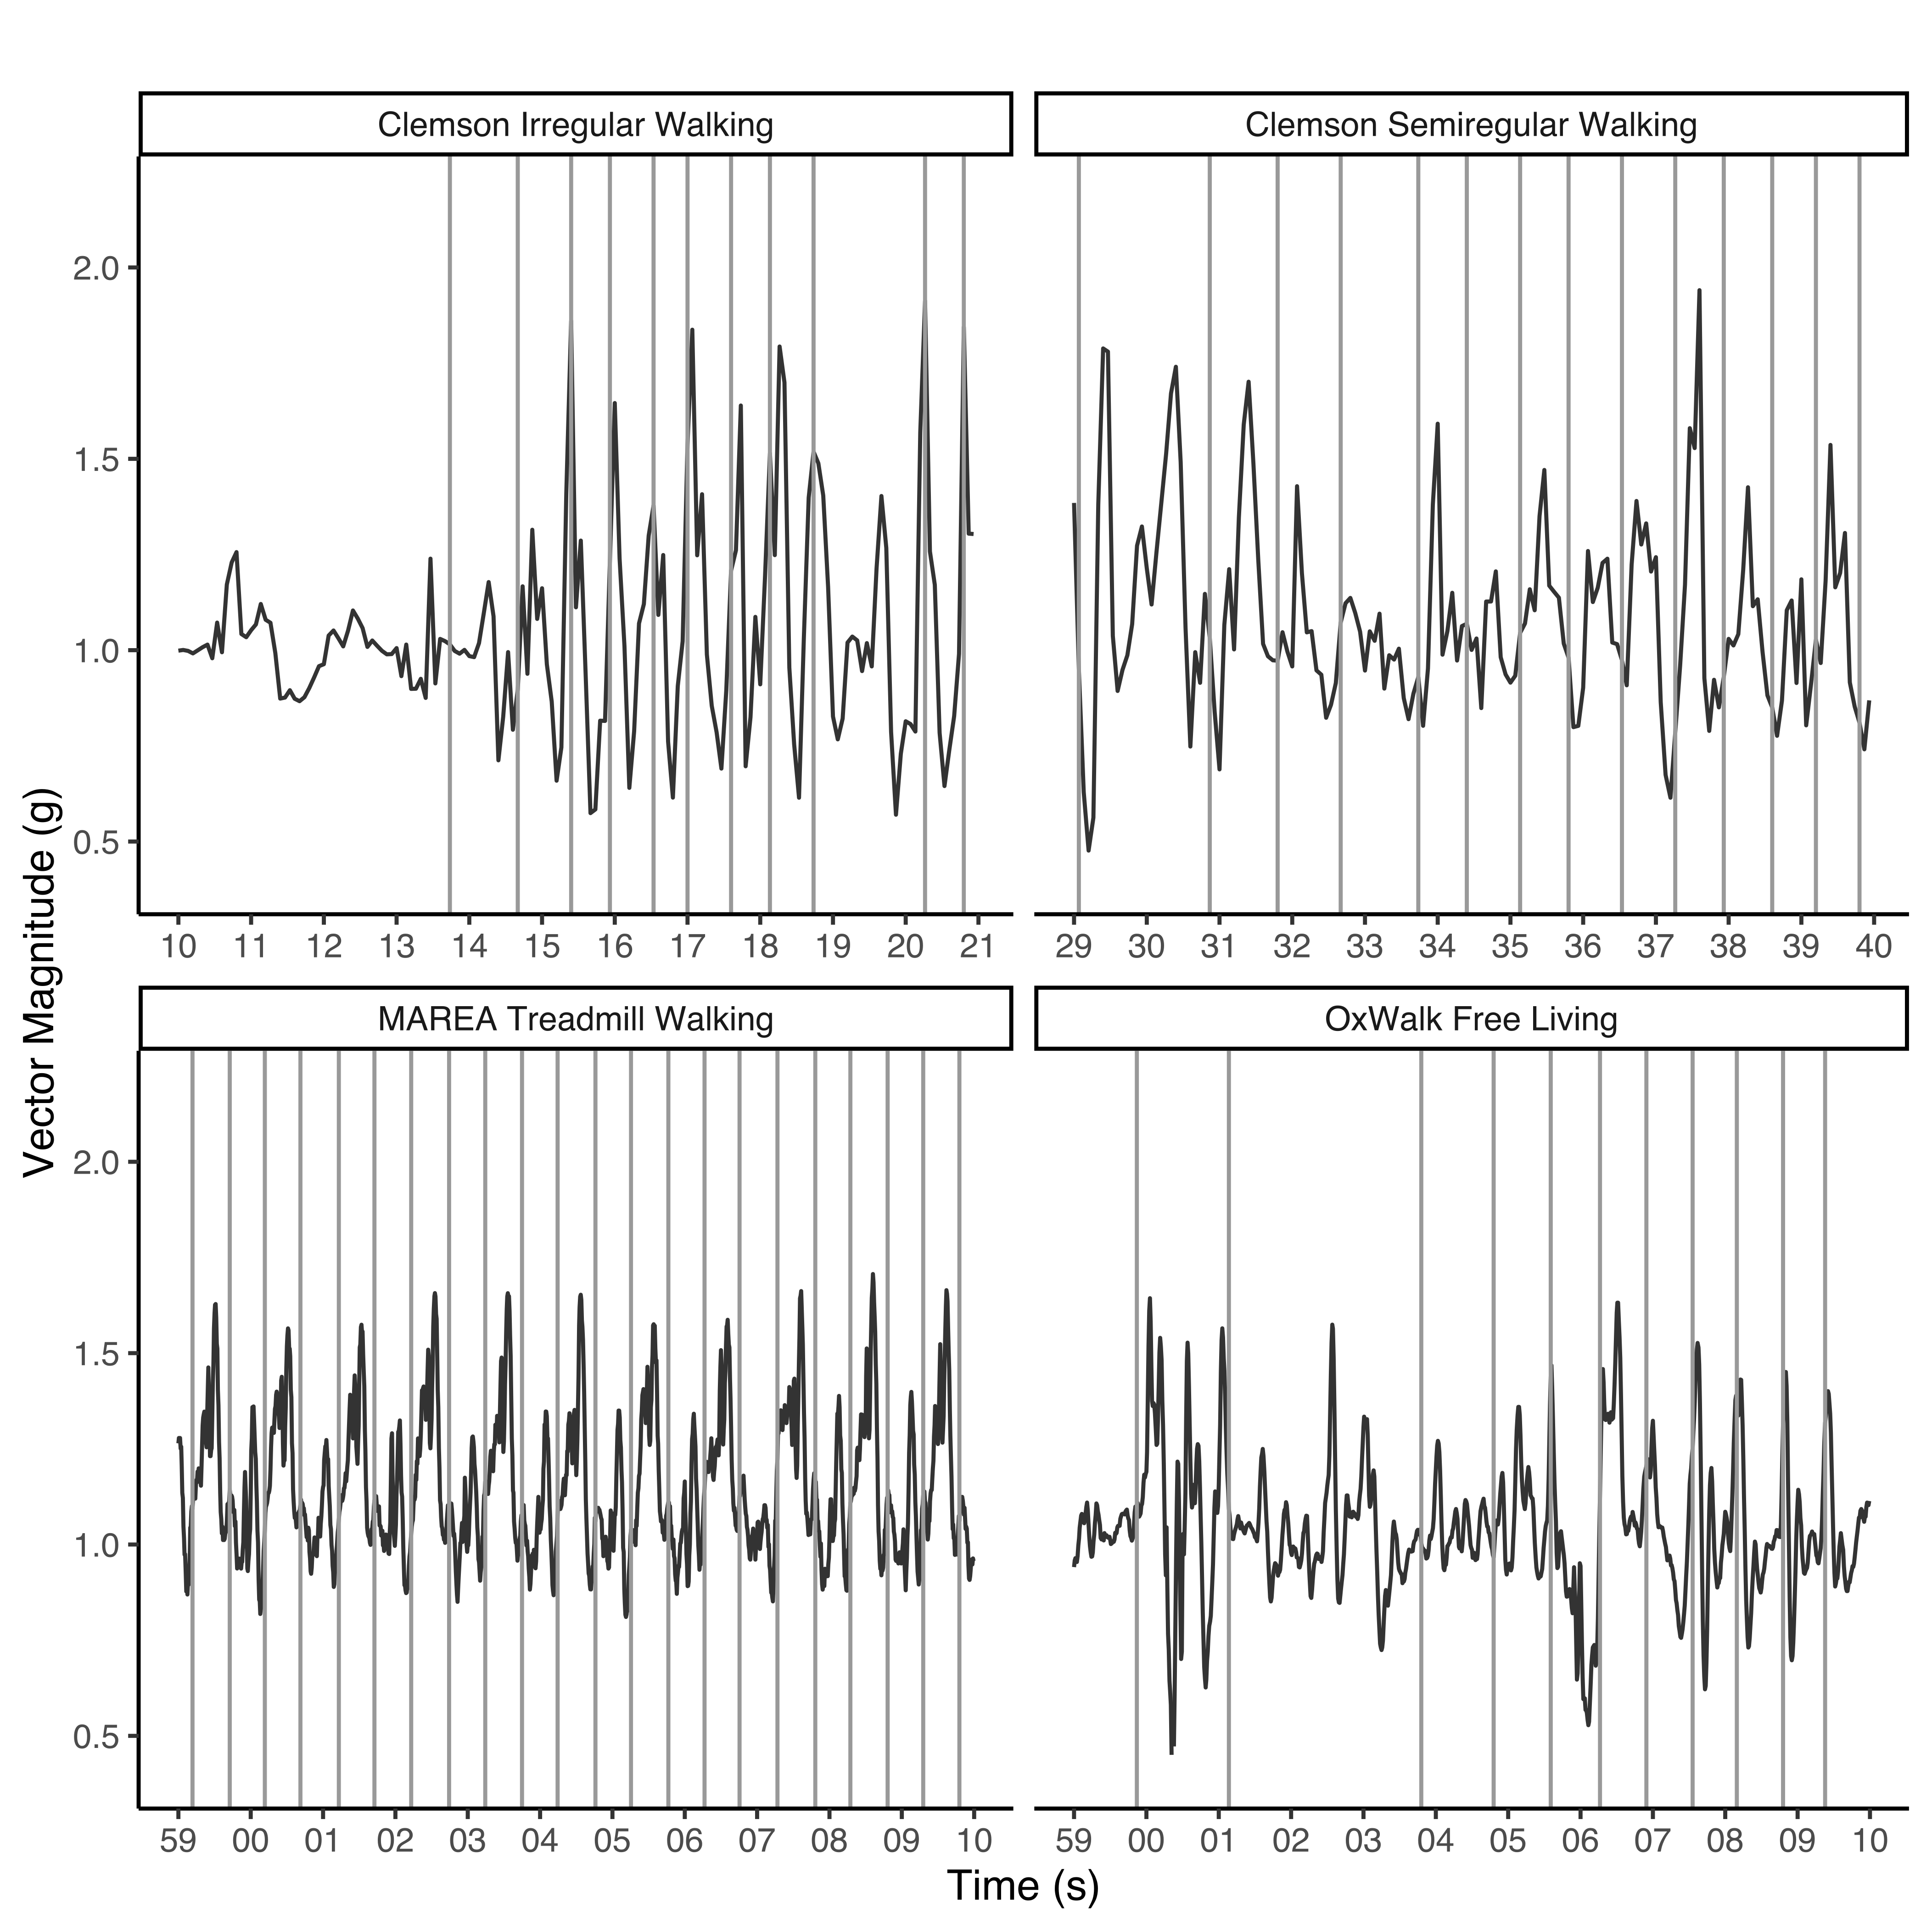 Clemson Irregular Walking
Clemson Semiregular Walking
2.0
1.5
1.0
0.5
10 11 12 13 14 15 16 17 18 19 20 21
29 30 31 32 33 34 35 36 37 38 39 40
Vector Magnitude (g)
MAREA Treadmill Walking
OxWalk Free Living
2.0
1.5
1.0
0.5
59 00 01 02 03 04 05 06 07 08 09 10
59 00 01 02 03 04 05 06 07 08 09 10
Time (s)